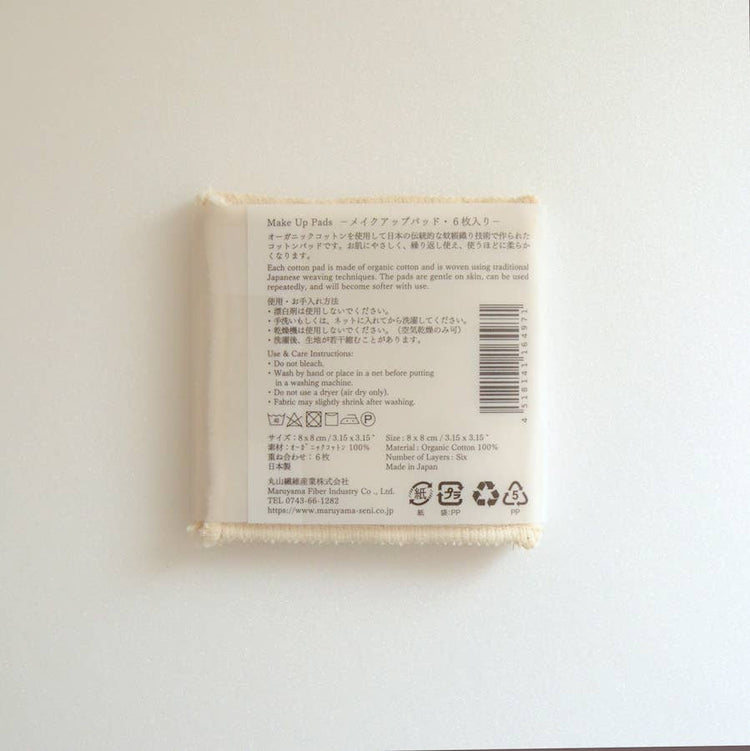 Make Up Pads －メイクアップパッド・６枚入り－
オーガニックコットンを使用して日本の伝統的な蚊帳織り技術で作られた
コットンパッドです。お肌にやさしく、繰り返し使え、使うほどに柔らか
くなります。
Each cotton pad is made of organic cotton and is woven using traditional
Japanese weaving techniques. The pads are gentle on skin, can be used
repeatedly, and will become softer with use.
使用・お手入れ方法
・漂白剤は使用しないでください。
・手洗いもしくは、ネットに入れてから洗濯してください。
・乾燥機は使用しないでください。（空気乾燥のみ可）
・洗濯後、生地が若干縮むことがあります。
Use & Care Instructions:
・Do not bleach.
・Wash by hand or place in a net before putting
in a washing machine.
・Do not use a dryer (air dry only).
・Fabric may slightly shrink after washing.
4518141164971
40 P
サイズ：8 x 8 cm / 3.15 x 3.15 "
素材：オーガニックコットン 100%
重ね合わせ：６枚
日本製
Size : 8 x 8 cm / 3.15 x 3.15 "
Material : Organic Cotton 100%
Number of Layers : Six
Made in Japan
丸山繊維産業株式会社
Maruyama Fiber Industry Co ., Ltd.
TEL 0743-66-1282
https://www.maruyama-seni.co.jp
紙 プラ 5
紙 袋:PP PP